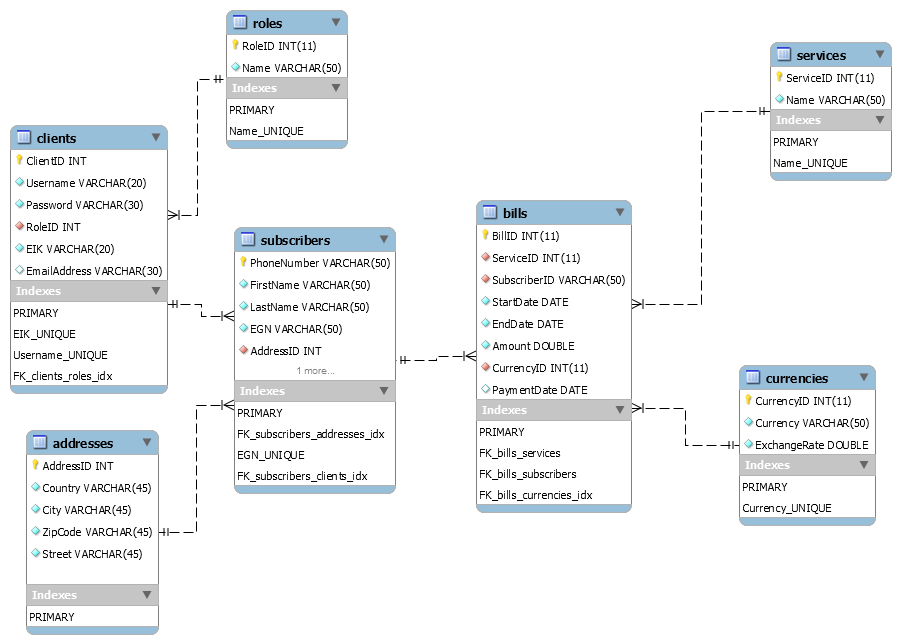 roles
RoleID INT(11)
Name VARCHAR(50)
Indexes
PRIMARY
Name_UNIQUE
services
ServiceID INT(11)
Name VARCHAR(50)
Indexes
PRIMARY
Name_UNIQUE
clients
ClientID INT
Username VARCHAR(20)
Password VARCHAR(30)
RoleID INT
EIK VARCHAR(20)
EmailAddress VARCHAR(30)
Indexes
PRIMARY
EIK_UNIQUE
Username_UNIQUE
FK_clients_roles_idx
subscribers
PhoneNumber VARCHAR(50)
FirstName VARCHAR(50)
LastName VARCHAR(50)
EGN VARCHAR(50)
AddressID INT
1 more...
Indexes
PRIMARY
FK_subscribers_addresses_idx
EGN_UNIQUE
FK_subscribers_clients_idx
bills
BillID INT(11)
ServiceID INT(11)
SubscriberID VARCHAR(50)
StartDate DATE
EndDate DATE
Amount DOUBLE
CurrencyID INT(11)
PaymentDate DATE
Indexes
PRIMARY
FK_bills_services
FK_bills_subscribers
FK_bills_currencies_idx
currencies
CurrencyID INT(11)
Currency VARCHAR(50)
ExchangeRate DOUBLE
Indexes
PRIMARY
Currency_UNIQUE
addresses
AddressID INT
Country VARCHAR(45)
City VARCHAR(45)
ZipCode VARCHAR(45)
Street VARCHAR(45)
Indexes
PRIMARY